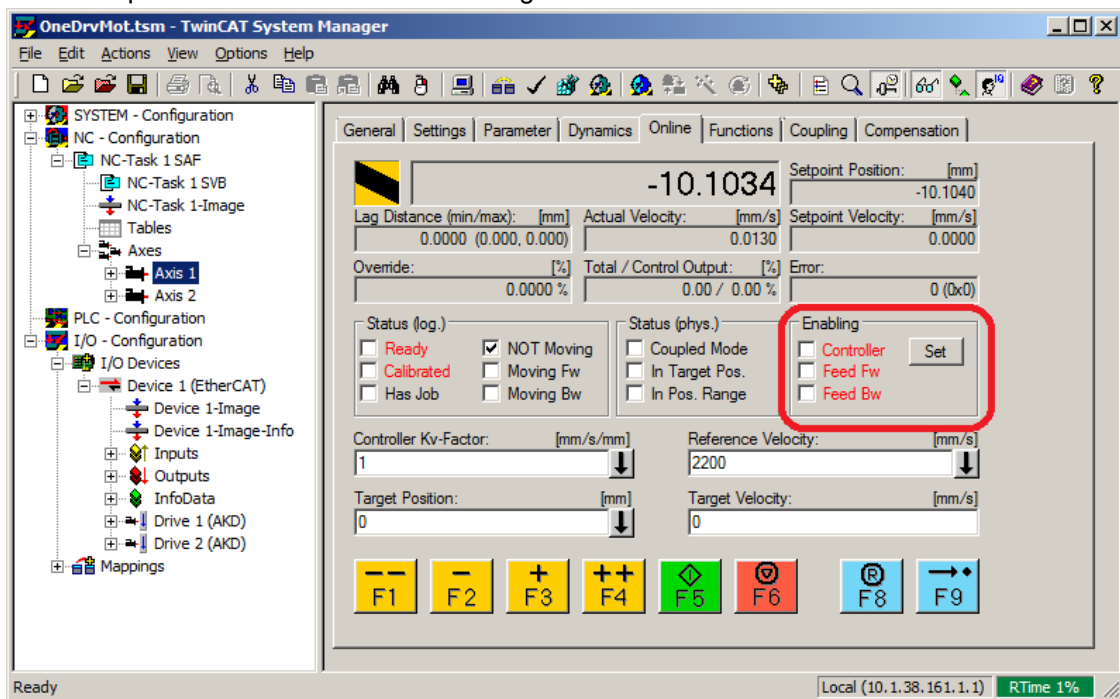 OneDrvMot.tsm - TwinCAT System Manager
File Edit Actions View Options Help
SYSTEM - Configuration
NC - Configuration
NC-Task 1 SAF
NC-Task 1 SVB
NC-Task 1-Image
Tables
Axes
Axis 1
Axis 2
PLC - Configuration
I/O - Configuration
I/O Devices
Device 1 (EtherCAT)
Device 1-Image
Device 1-Image-Info
Inputs
Outputs
InfoData
Drive 1 (AKD)
Drive 2 (AKD)
Mappings
General Settings Parameter Dynamics Online Functions Coupling Compensation
-10.1034
Setpoint Position: [mm]
-10.1040
Lag Distance (min/max): [mm] Actual Velocity: [mm/s] Setpoint Velocity: [mm/s]
0.0000 (0.000, 0.000) 0.0130 0.0000
Override: [%] Total / Control Output: [%] Error:
0.0000 % 0.00 / 0.00 % 0 (0x0)
Status (log.) Status (phys.) Enabling
Ready NOT Moving Coupled Mode Controller Set
Calibrated Moving Fw In Target Pos. Feed Fw
Has Job Moving Bw In Pos. Range Feed Bw
Controller Kv-Factor: [mm/s/mm] Reference Velocity: [mm/s]
1 2200
Target Position: [mm] Target Velocity: [mm/s]
0 0
-- - + ++ R
F1 F2 F3 F4 F5 F6 F8 F9
Ready Local (10.1.38.161.1.1) RTime 1%